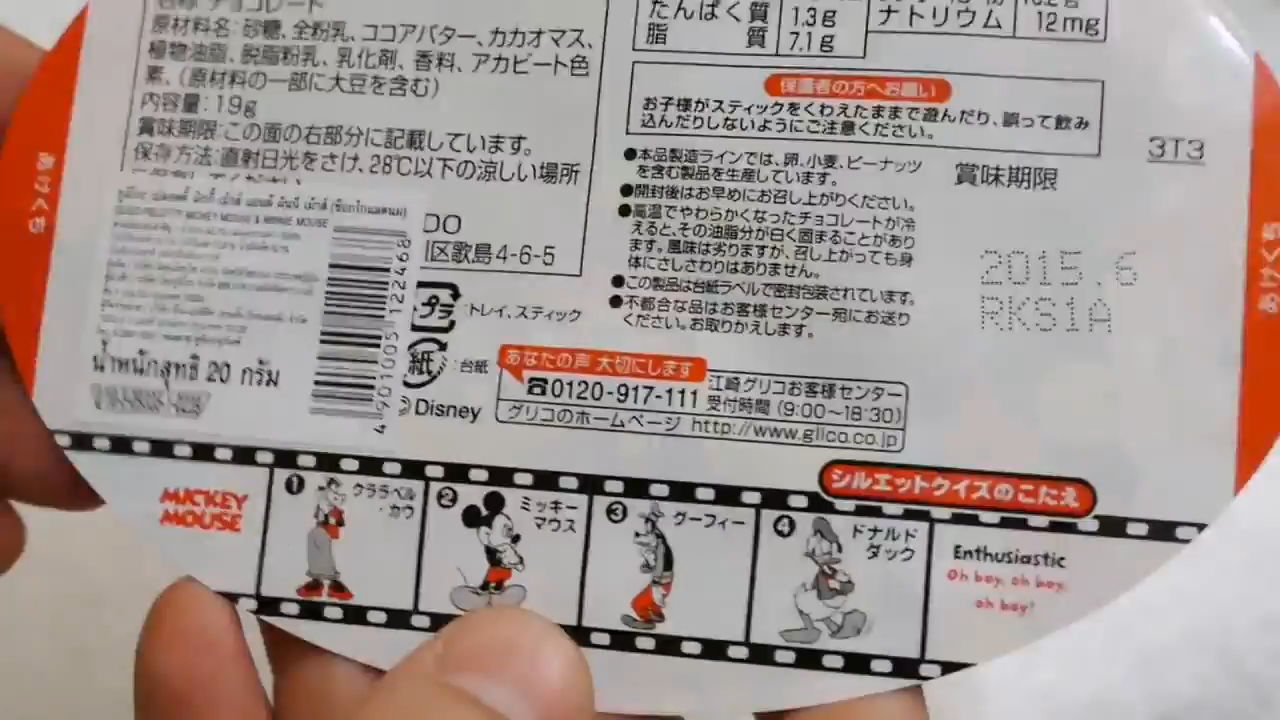 名称：チョコレート
原材料名：砂糖、全粉乳、ココアバター、カカオマス、
植物油脂、脱脂粉乳、乳化剤、香料、アカビート色
素、（原材料の一部に大豆を含む）
内容量：19g
賞味期限：この面の右部分に記載しています。
保存方法：直射日光をさけ、28℃以下の涼しい場所
DO
区歌島4-6-5
MICKEY MOUSE & MINNIE MOUSE
น้ำหนักสุทธิ 20 กรัม
4 901005 122468
プラ
：トレイ、スティック
紙
：台紙
©Disney
たんぱく質 1.3g
脂質 7.1g
ナトリウム 12mg
保護者の方へお願い
お子様がスティックをくわえたままで遊んだり、誤って飲み
込んだりしないようにご注意ください。
●本品製造ラインでは、卵、小麦、ピーナッツ
を含む製品を生産しています。
●開封後はお早めにお召し上がりください。
●高温でやわらかくなったチョコレートが冷
えると、その油脂分が白く固まることがあり
ます。風味は劣りますが、召し上がっても身
体にさしさわりはありません。
●この製品は台紙ラベルで密封包装されています。
●不都合な品はお客様センター宛にお送り
ください。お取りかえします。
3T3
賞味期限
2015.6
RKS1A
あなたの声 大切にします
☎0120-917-111
江崎グリコお客様センター
受付時間（9:00～18:30）
グリコのホームページ http://www.glico.co.jp
シルエットクイズのこたえ
MICKEY
MOUSE
❶ クララベル
・カウ
❷ ミッキー
マウス
❸ グーフィー
❹ ドナルド
ダック
Enthusiastic
Oh boy, oh boy,
oh boy!
あけくち